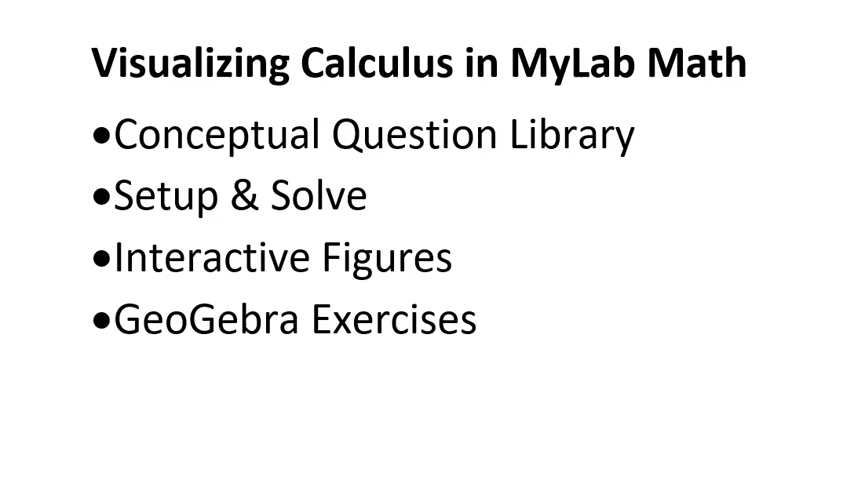 Visualizing Calculus in MyLab Math
•Conceptual Question Library
•Setup & Solve
•Interactive Figures
•GeoGebra Exercises